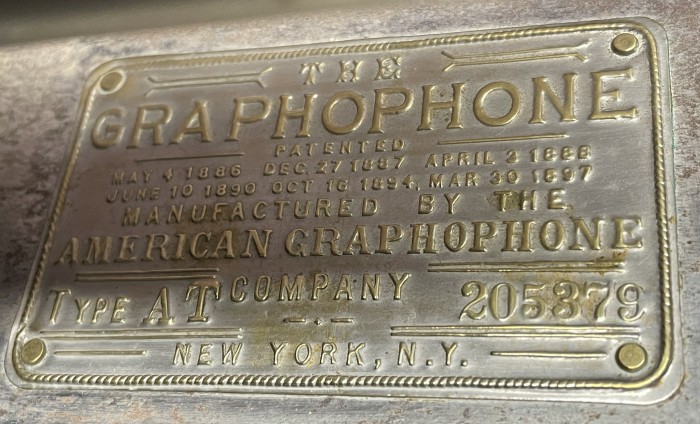 THE
GRAPHOPHONE
PATENTED
MAY 4 1886 DEC. 27 1887 APRIL 3 1888
JUNE 10 1890 OCT 16 1894, MAR 30 1897
MANUFACTURED BY THE
AMERICAN GRAPHOPHONE
TYPE AT COMPANY 205379
NEW YORK, N.Y.